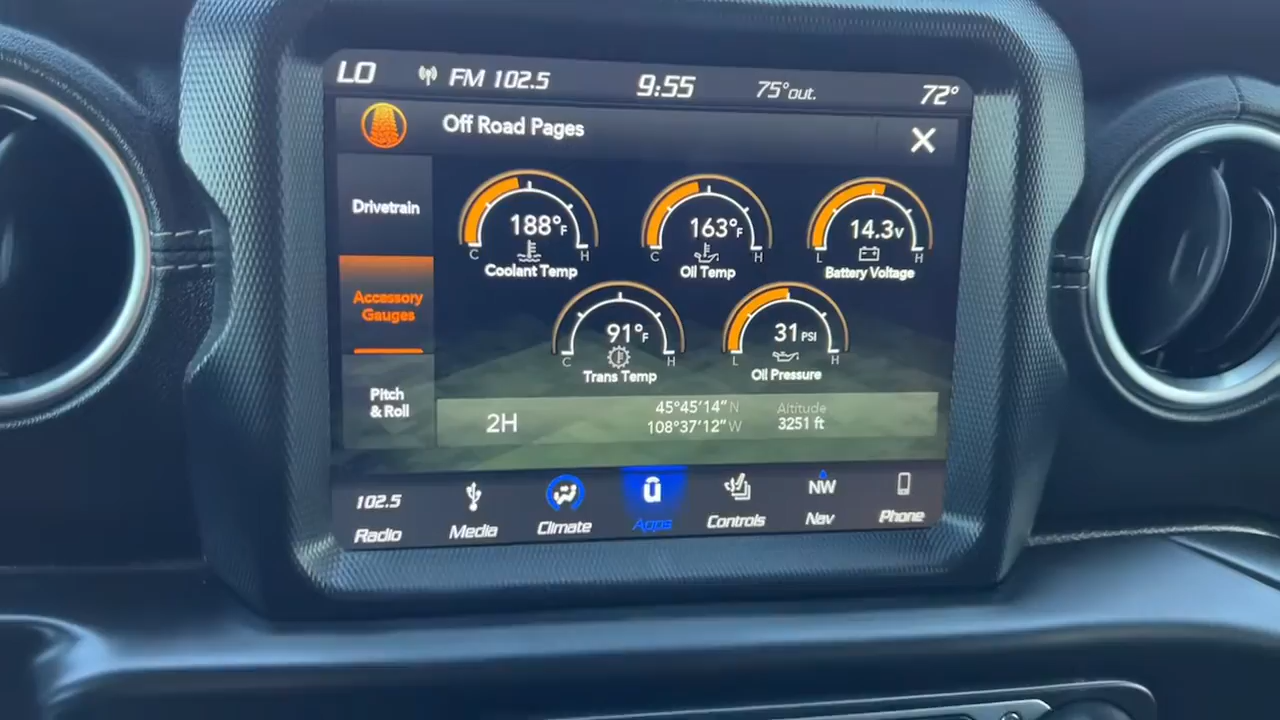 LO
FM 102.5
9:55
75°out.
72°
Off Road Pages
X
Drivetrain
Accessory
Gauges
Pitch
& Roll
188°F
C H
Coolant Temp
163°F
C H
Oil Temp
14.3v
L H
Battery Voltage
91°F
C H
Trans Temp
31 PSI
L H
Oil Pressure
2H
45°45'14" N
108°37'12" W
Altitude
3251 ft
102.5
Radio
Media
Climate
Apps
Controls
NW
Nav
Phone